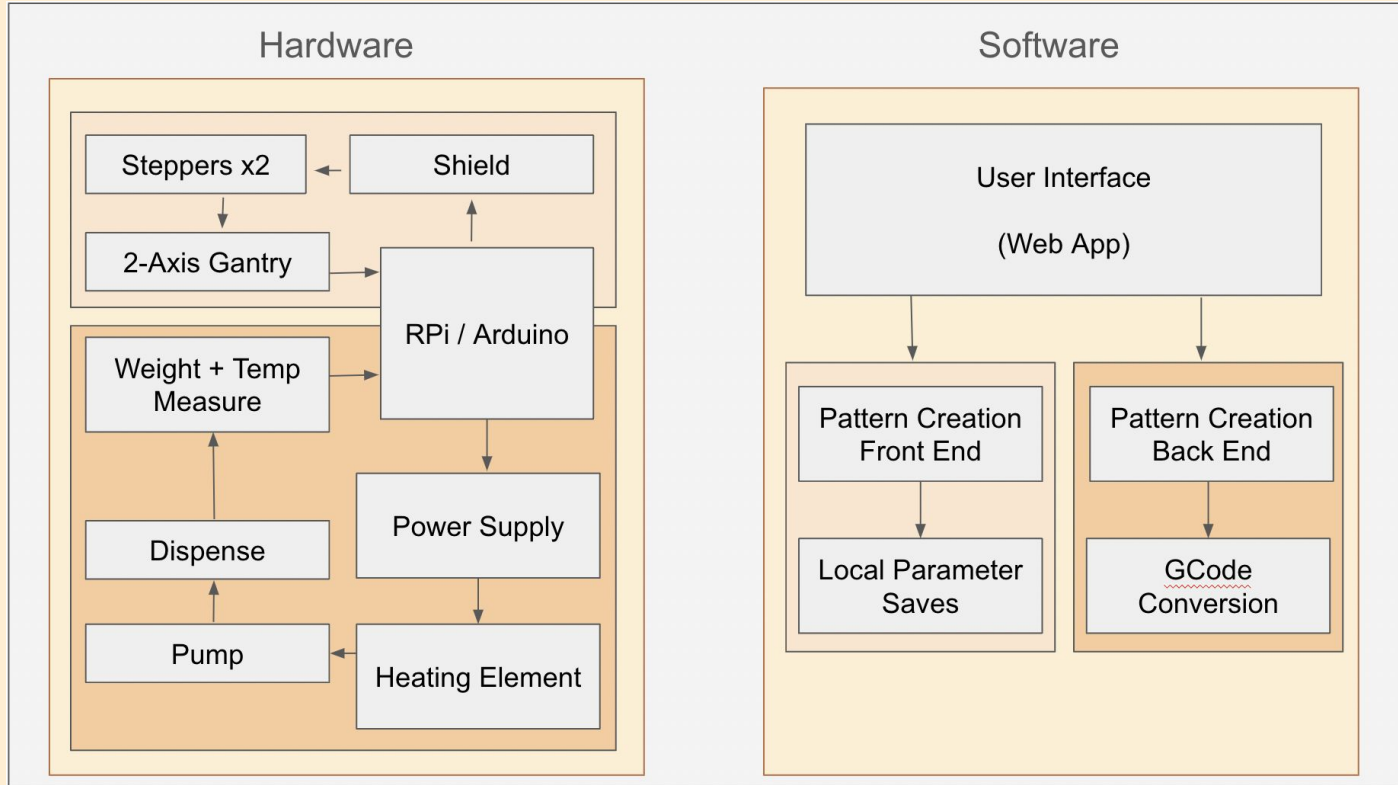 Hardware
Steppers x2
Shield
2-Axis Gantry
RPi / Arduino
Weight + Temp
Measure
Power Supply
Dispense
Pump
Heating Element
Software
User Interface
(Web App)
Pattern Creation
Front End
Local Parameter
Saves
Pattern Creation
Back End
GCode
Conversion